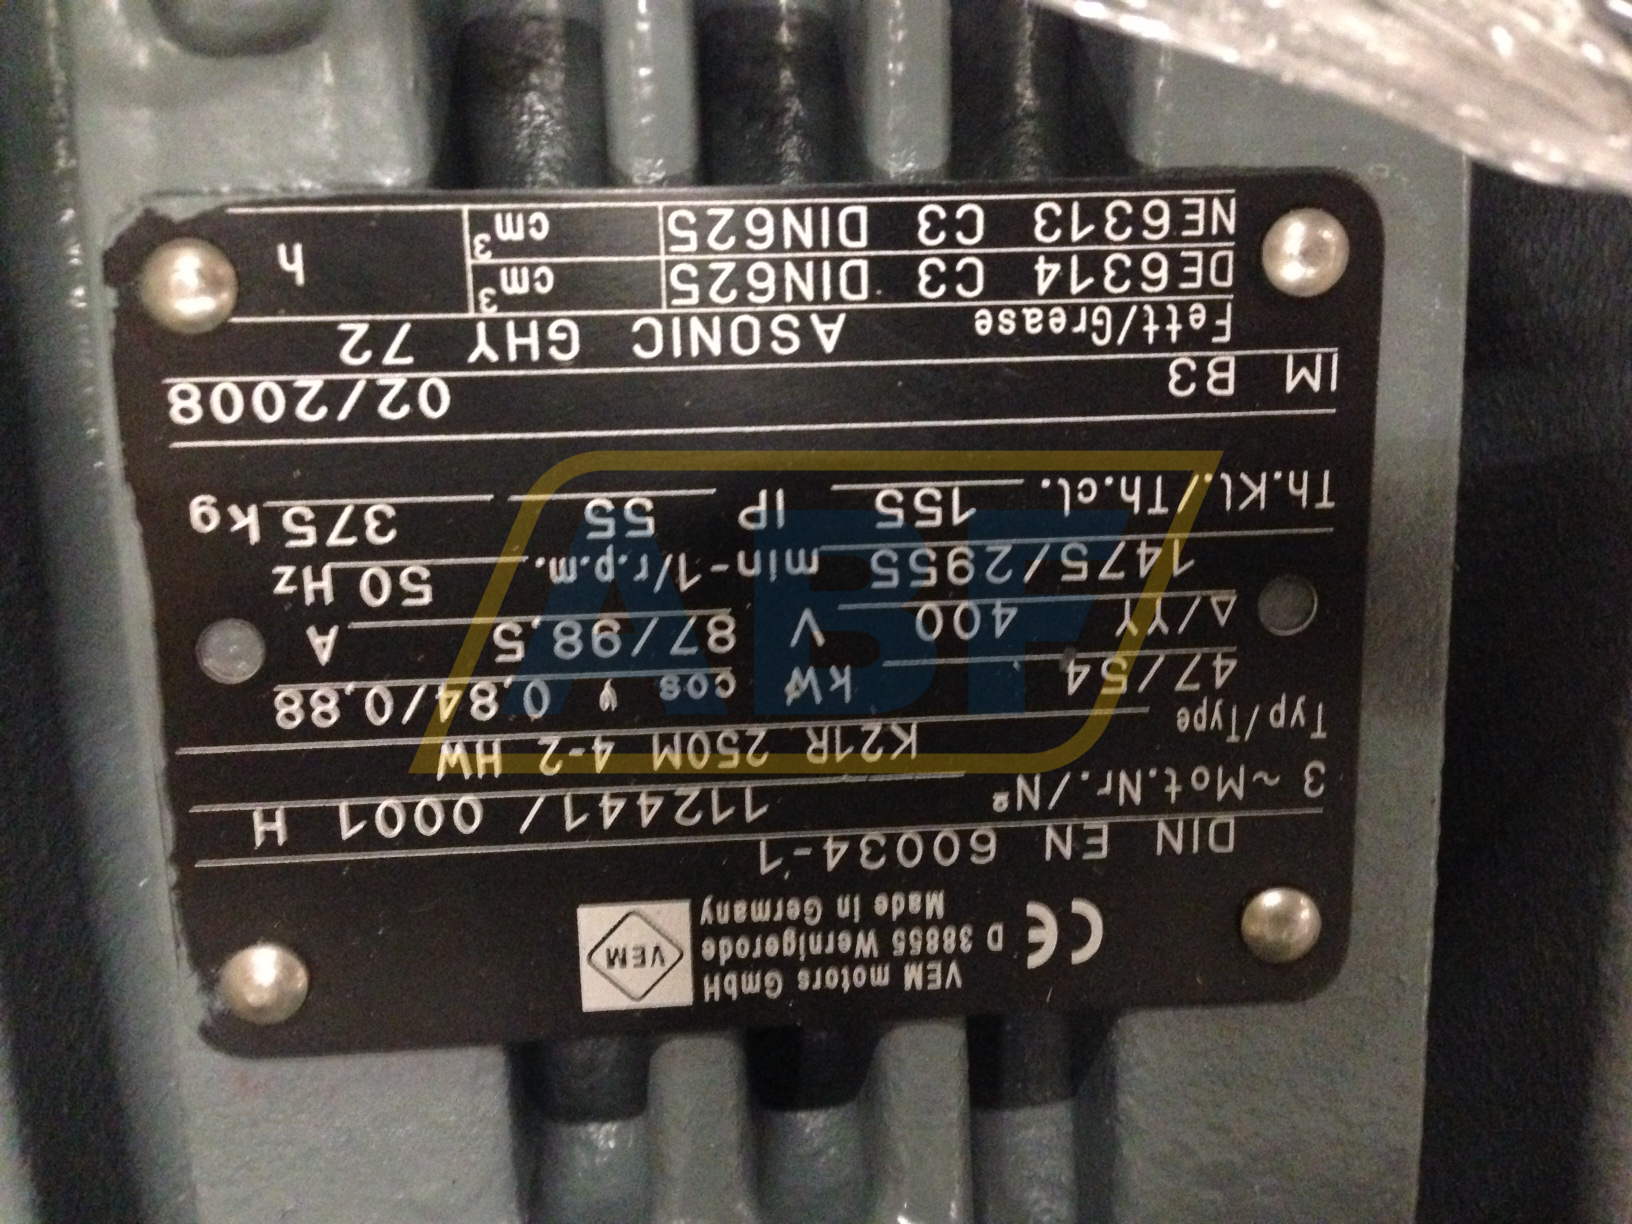 VEM motors GmbH
D 38855 Wernigerode
Made in Germany
VEM
CE
DIN EN 60034-1
3 ~Mot.Nr./Nº 112441/ 0001 H
Typ/Type K21R 250M 4-2 HW
47/54 kW cos φ 0,84/0,88
Δ/YY 400 V 87/98,5 A
1475/2955 min-1/r.p.m. 50 Hz
Th.Kl./Th.cl. 155 IP 55 375 kg
IM B3 02/2008
Fett/Grease ASONIC GHY 72
DE6314 C3 DIN625 cm³ h
NE6313 C3 DIN625 cm³
ABF